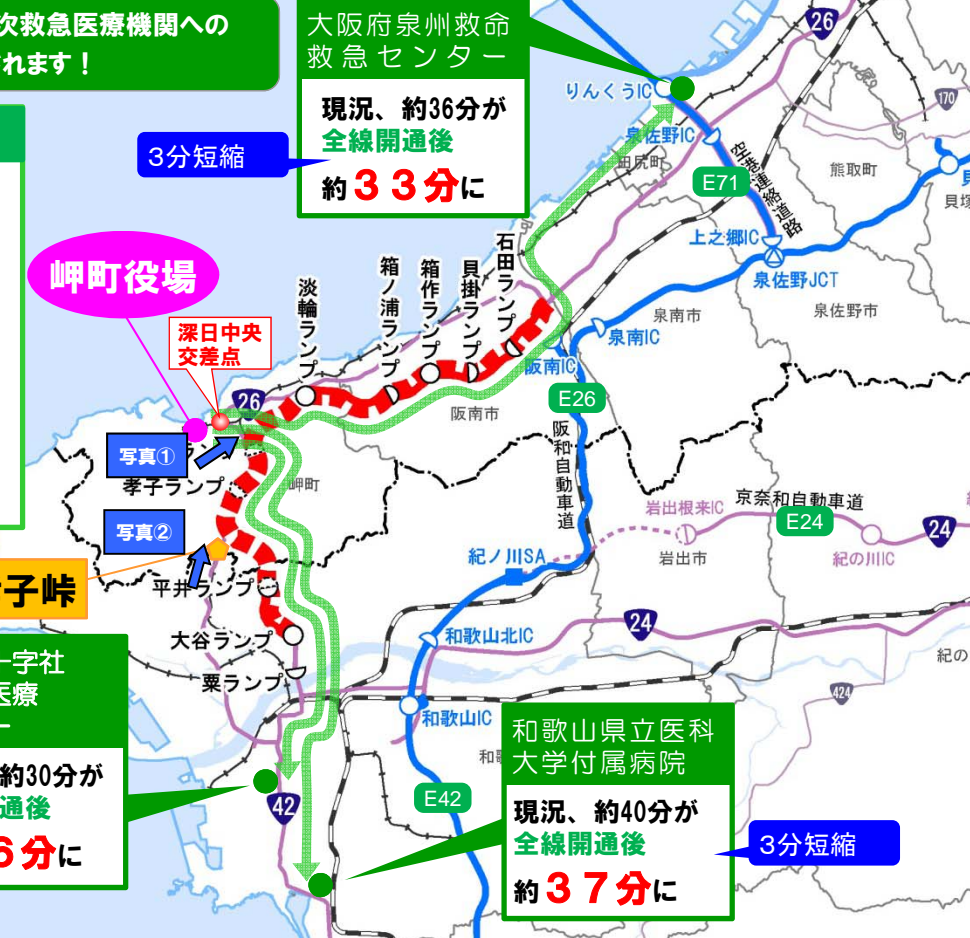 次救急医療機関への
れます！
大阪府泉州救命
救急センター
現況、約36分が
全線開通後
約３３分に
3分短縮
26
りんくうIC
170
泉佐野IC
田尻町
熊取町
E71
空港連絡道路
貝塚
上之郷IC
泉佐野JCT
泉佐野市
泉南市
泉南IC
岬町役場
深日中央
交差点
淡輪ランプ
箱ノ浦ランプ
箱作ランプ
貝掛ランプ
石田ランプ
阪南IC
26
阪南市
E26
阪和自動車道
写真①
孝子ランプ
岬町
写真②
子峠
平井ランプ
大谷ランプ
粟ランプ
岩出根来IC
京奈和自動車道
E24
24
岩出市
紀の川IC
紀ノ川SA
24
和歌山北IC
紀の
424
和歌山IC
十字社
医療
ー
約30分が
通後
６分に
42
E42
和歌山県立医科
大学付属病院
現況、約40分が
全線開通後
約３７分に
3分短縮